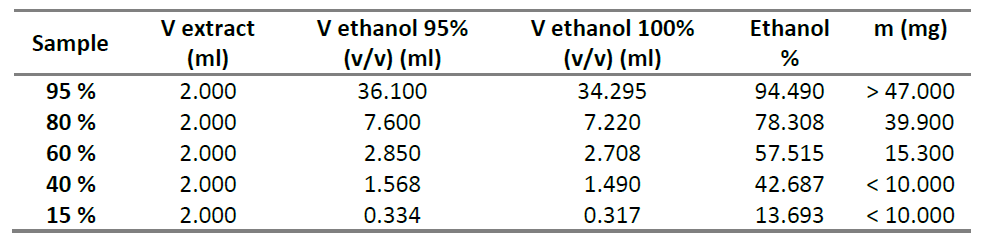 Sample V extract (ml) V ethanol 95% (v/v) (ml) V ethanol 100% (v/v) (ml) Ethanol % m (mg)
95 % 2.000 36.100 34.295 94.490 > 47.000
80 % 2.000 7.600 7.220 78.308 39.900
60 % 2.000 2.850 2.708 57.515 15.300
40 % 2.000 1.568 1.490 42.687 < 10.000
15 % 2.000 0.334 0.317 13.693 < 10.000